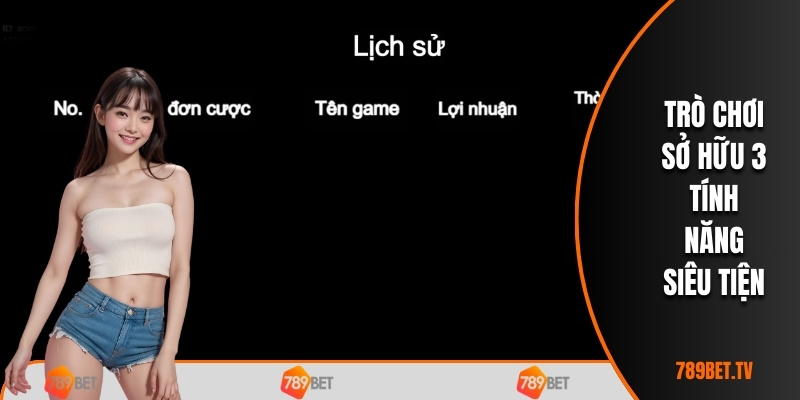 Lịch sử
No.
đơn cược
Tên game
Lợi nhuận
TRÒ CHƠI
SỞ HỮU 3
TÍNH
NĂNG
SIÊU TIỆN
789BET.TV
789BET
789BET
789BET